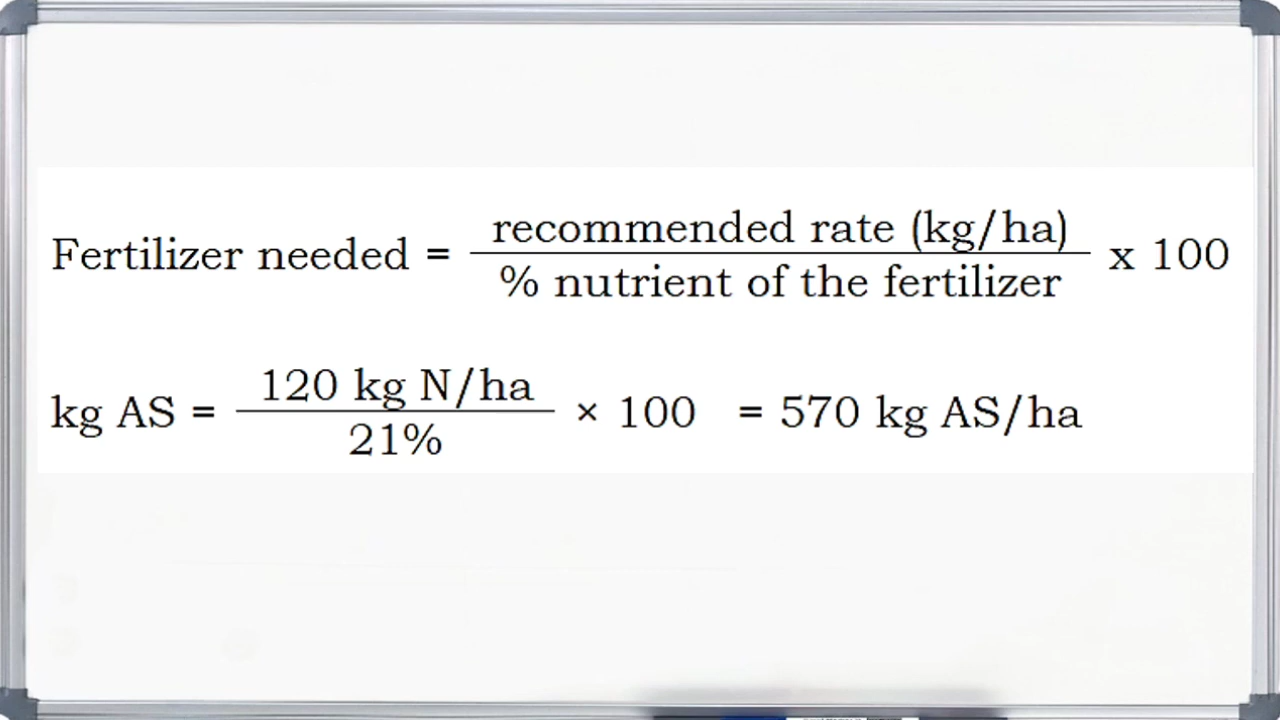 Fertilizer needed = recommended rate (kg/ha) / % nutrient of the fertilizer x 100
kg AS = 120 kg N/ha / 21% × 100 = 570 kg AS/ha